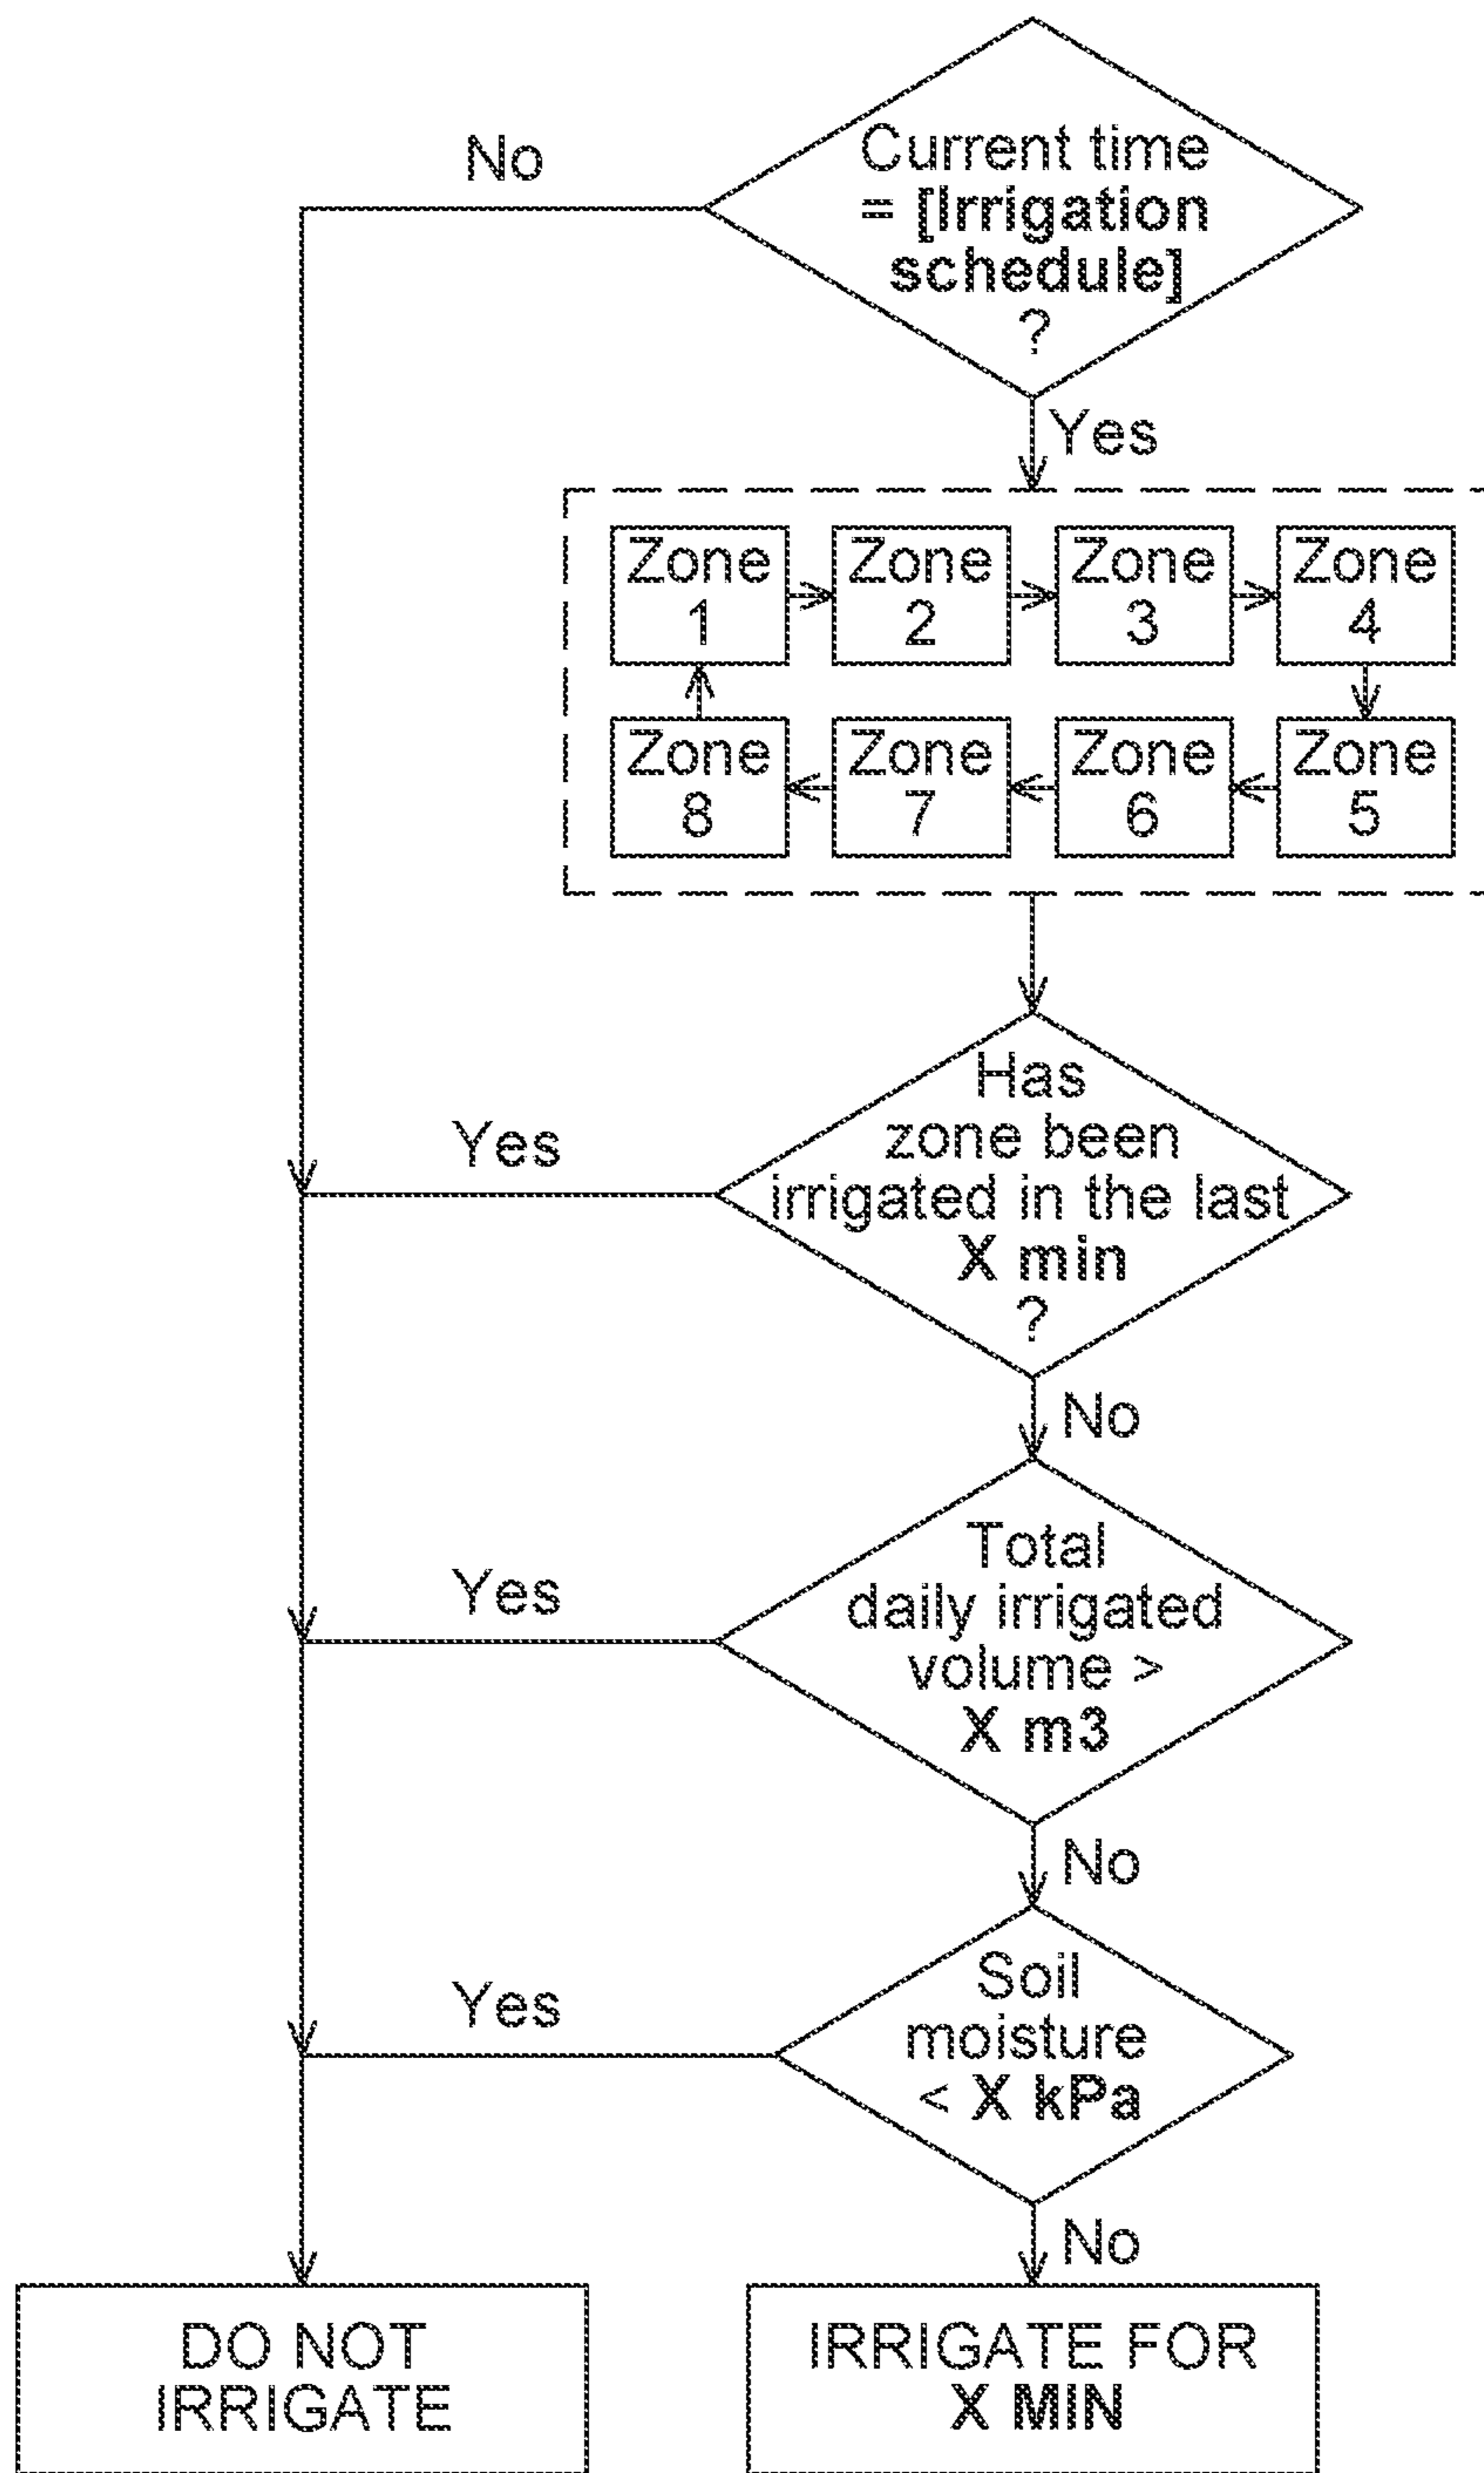 No
Current time
= [Irrigation
schedule]
?
Yes
Zone
1
Zone
2
Zone
3
Zone
4
Zone
8
Zone
7
Zone
6
Zone
5
Has
zone been
irrigated in the last
X min
?
Yes
No
Total
daily irrigated
volume >
X m3
Yes
No
Soil
moisture
< X kPa
Yes
No
DO NOT
IRRIGATE
IRRIGATE FOR
X MIN